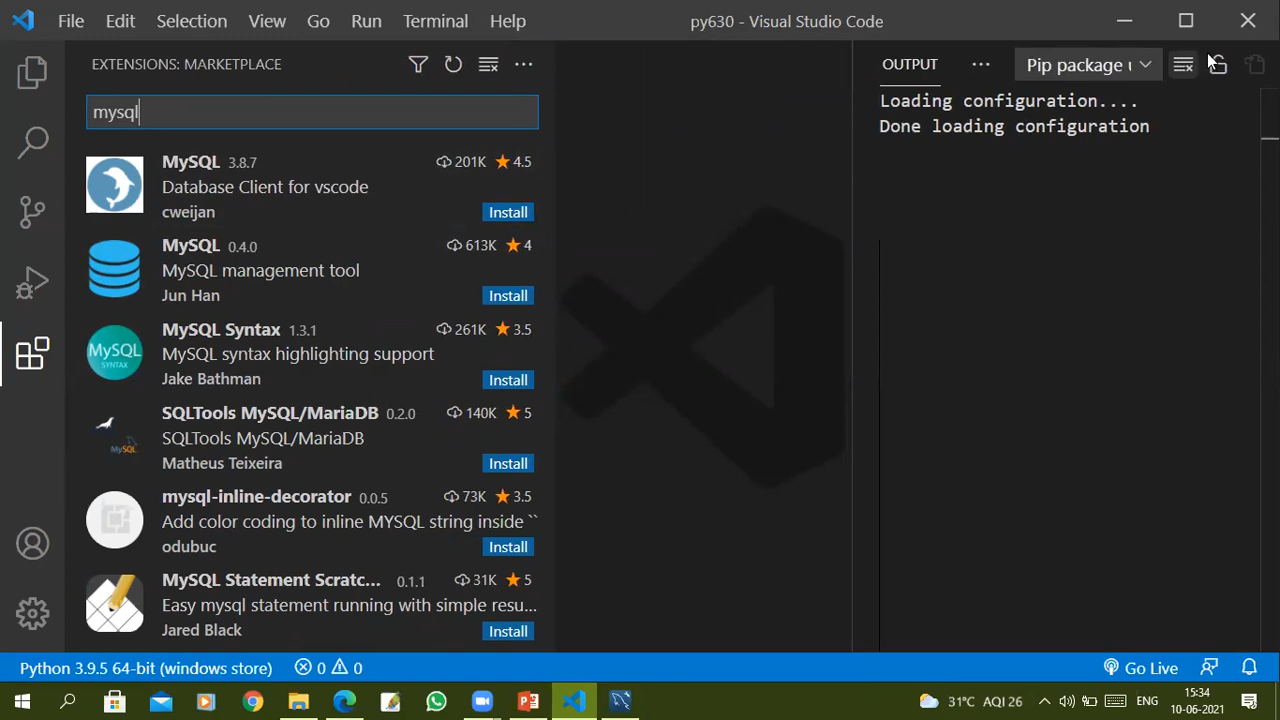 File Edit Selection View Go Run Terminal Help py630 - Visual Studio Code
EXTENSIONS: MARKETPLACE
mysql
MySQL 3.8.7 201K 4.5
Database Client for vscode
cweijan Install
MySQL 0.4.0 613K 4
MySQL management tool
Jun Han Install
MySQL Syntax 1.3.1 261K 3.5
MySQL SYNTAX
MySQL syntax highlighting support
Jake Bathman Install
SQLTools MySQL/MariaDB 0.2.0 140K 5
SQLTools MySQL/MariaDB
MySQL
Matheus Teixeira Install
mysql-inline-decorator 0.0.5 73K 3.5
Add color coding to inline MYSQL string inside ``
odubuc Install
MySQL Statement Scratc... 0.1.1 31K 5
Easy mysql statement running with simple resu...
Jared Black Install
OUTPUT ... Pip package
Loading configuration....
Done loading configuration
Python 3.9.5 64-bit (windows store) 0 0 Go Live
31°C AQI 26 ENG 15:34
10-06-2021